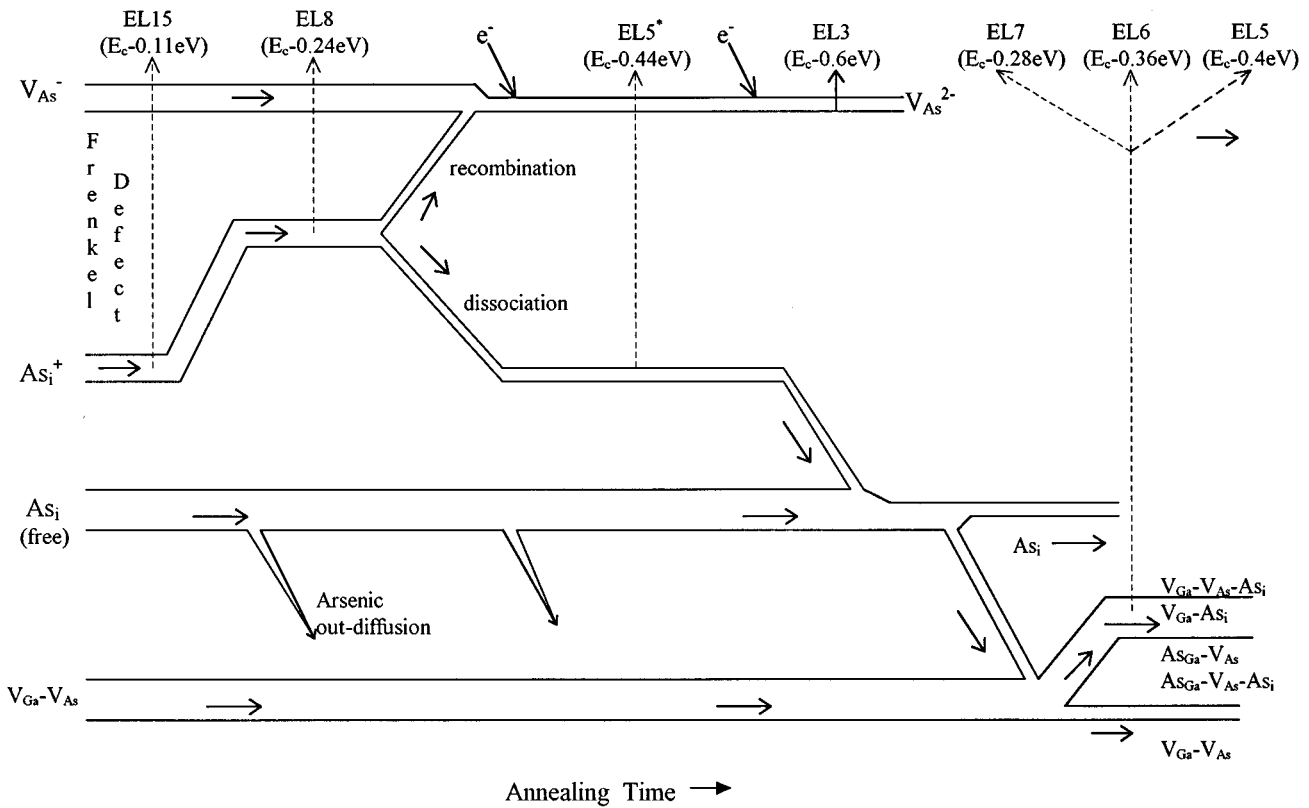 EL15
(Ec-0.11eV)
EL8
(Ec-0.24eV)
e-
EL5*
(Ec-0.44eV)
e-
EL3
(Ec-0.6eV)
EL7
(Ec-0.28eV)
EL6
(Ec-0.36eV)
EL5
(Ec-0.4eV)
VAs-
VAs2-
Frenkel
Defect
recombination
dissociation
Asi+
Asi
(free)
Asi
Arsenic
out-diffusion
VGa-VAs-Asi
VGa-Asi
AsGa-VAs
AsGa-VAs-Asi
VGa-VAs
VGa-VAs
Annealing Time